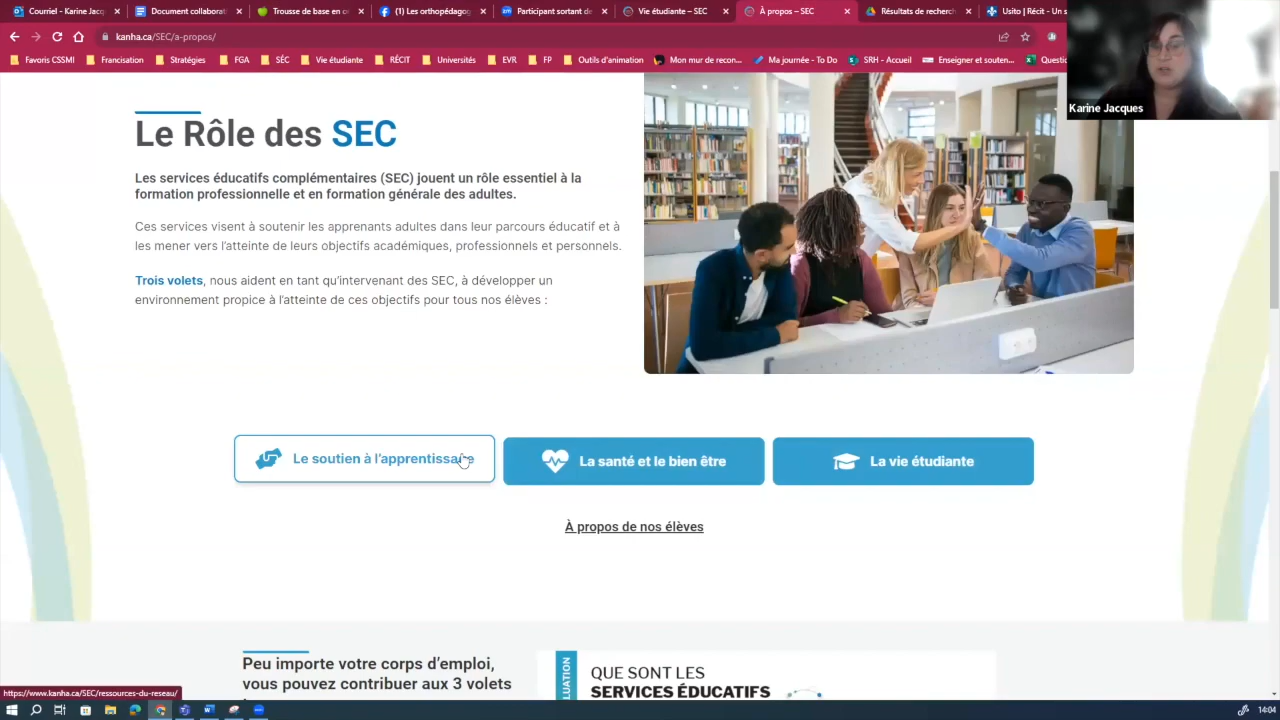 Courriel - Karine Jac
Document collaborati
Trousse de base en c
(1) Les orthopédagog
Participant sortant de
Vie étudiante – SEC
À propos – SEC
Résultats de recherch
Usito | Récit - Un s
kanha.ca/SEC/a-propos/
Favoris CSSMI
Francisation
Stratégies
FGA
SÉC
Vie étudiante
RÉCIT
Universités
EVR
FP
Outils d'animation
Mon mur de recon...
Ma journée - To Do
SRH - Accueil
Enseigner et souten...
Questic
Karine Jacques
Le Rôle des SEC
Les services éducatifs complémentaires (SEC) jouent un rôle essentiel à la
formation professionnelle et en formation générale des adultes.
Ces services visent à soutenir les apprenants adultes dans leur parcours éducatif et à
les mener vers l'atteinte de leurs objectifs académiques, professionnels et personnels.
Trois volets, nous aident en tant qu'intervenant des SEC, à développer un
environnement propice à l'atteinte de ces objectifs pour tous nos élèves :
Le soutien à l'apprentissage
La santé et le bien être
La vie étudiante
À propos de nos élèves
Peu importe votre corps d'emploi,
vous pouvez contribuer aux 3 volets
LUATION
QUE SONT LES
SERVICES ÉDUCATIFS
https://www.kanha.ca/SEC/ressources-du-reseau/
14:04